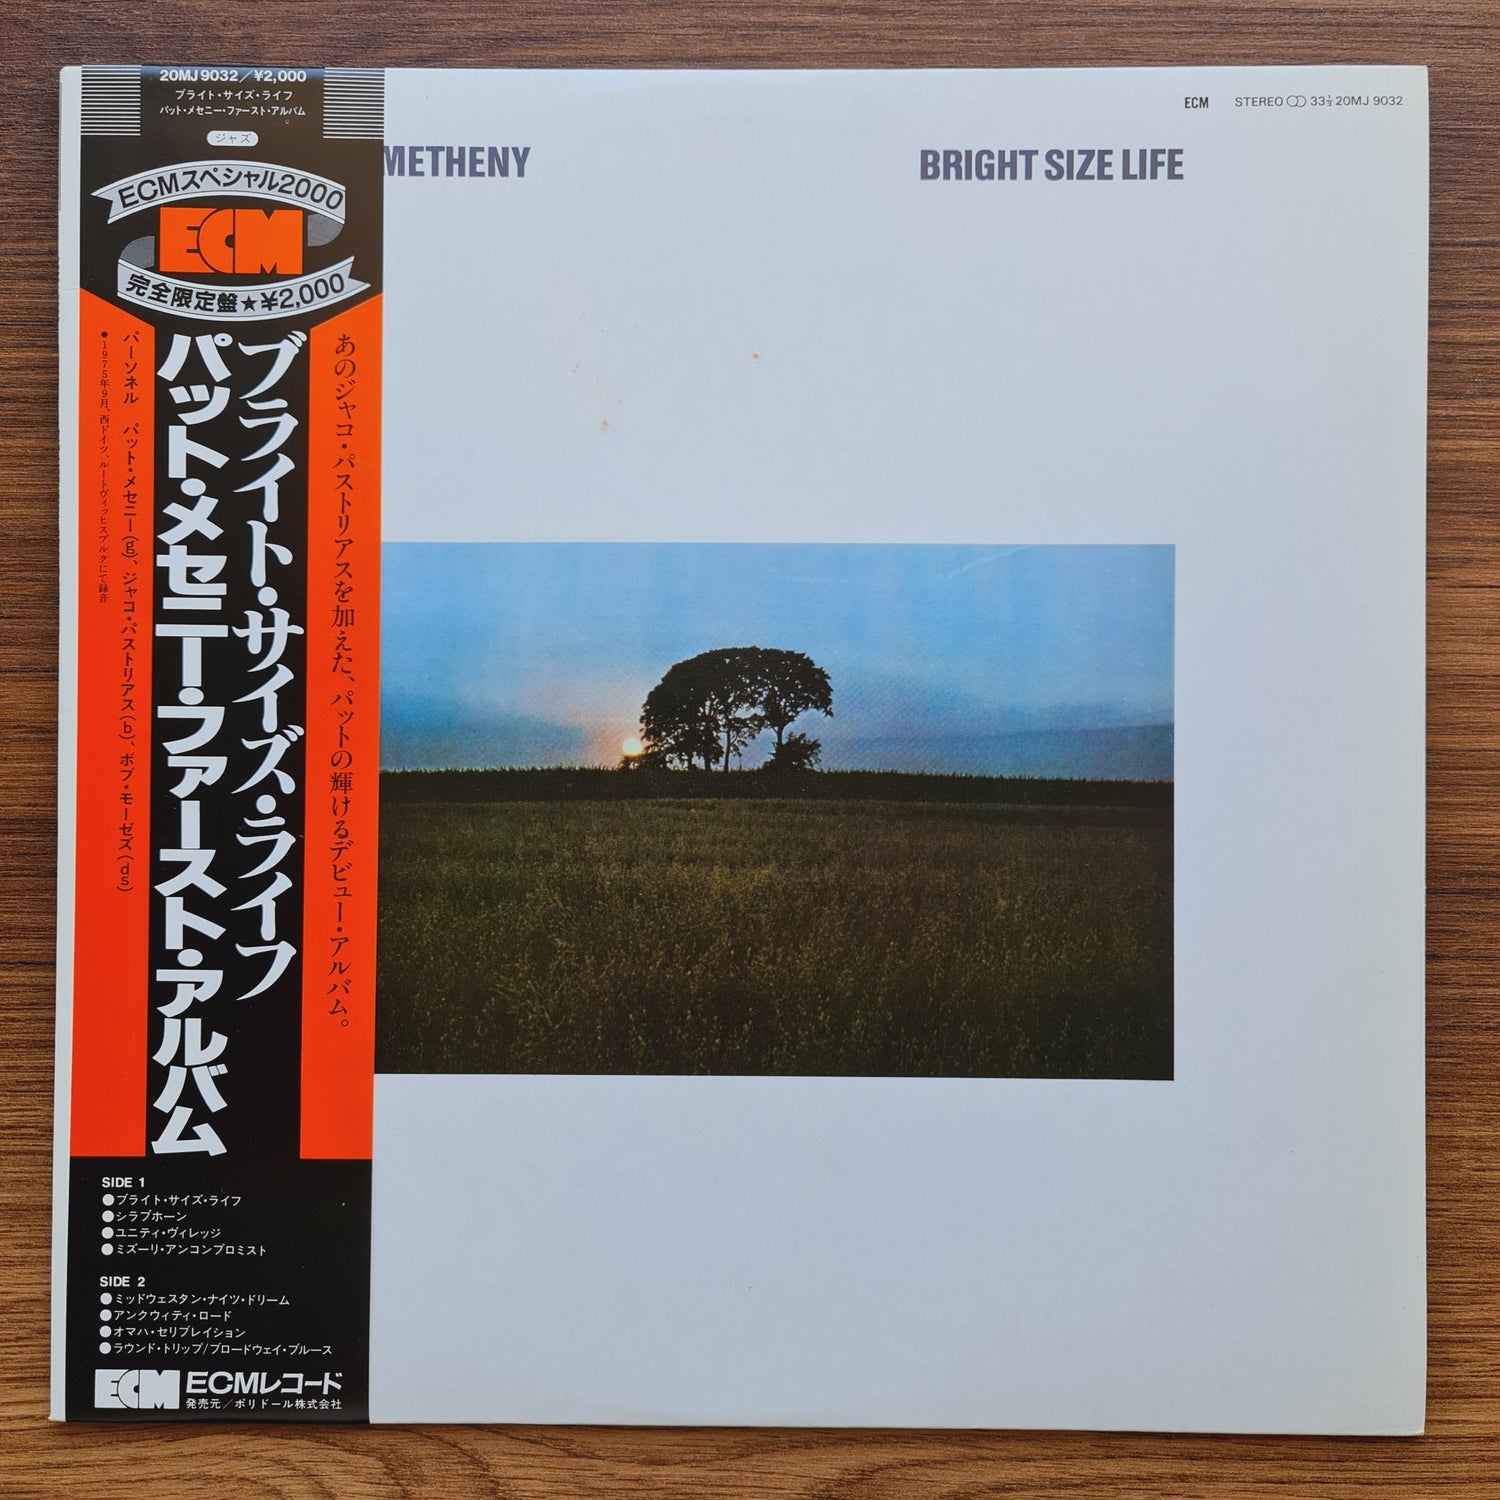 20MJ 9032/¥2,000
ブライト・サイズ・ライフ
パット・メセニー・ファースト・アルバム
ジャズ
ECMスペシャル2000
ECM
完全限定盤★¥2,000
あのジャコ・パストリアスを加えた、パットの輝けるデビュー・アルバム。
ブライト・サイズ・ライフ
パット・メセニー・ファースト・アルバム
パーソネル パット・メセニー(g)、ジャコ・パストリアス(b)、ボブ・モーゼズ(ds)
●1975年9月、西ドイツ、ルートヴィッヒスブルクにて録音
SIDE 1
●ブライト・サイズ・ライフ
●シラブホーン
●ユニティ・ヴィレッジ
●ミズーリ・アンコンプロミスト
SIDE 2
●ミッドウェスタン・ナイツ・ドリーム
●アンクウィティ・ロード
●オマハ・セリブレイション
●ラウンド・トリップ/ブロードウェイ・ブルース
ECM ECMレコード
発売元/ポリドール株式会社
METHENY
BRIGHT SIZE LIFE
ECM STEREO 33⅓ 20MJ 9032